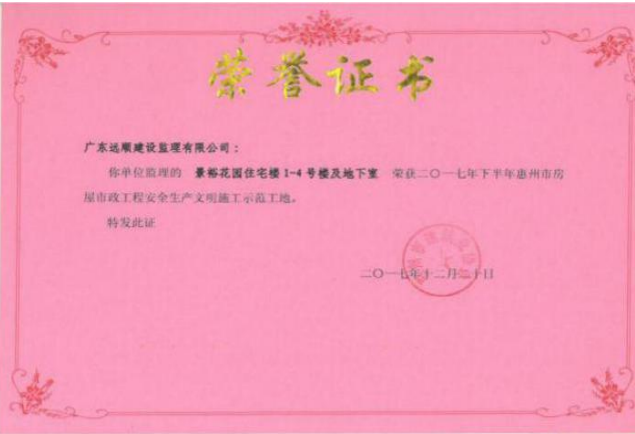 荣誉证书
广东远顺建设监理有限公司：
你单位监理的 景裕花园住宅楼1-4号楼及地下室 荣获二〇一七年下半年惠州市房
屋市政工程安全生产文明施工示范工地。
特发此证
二〇一七年十二月二十日